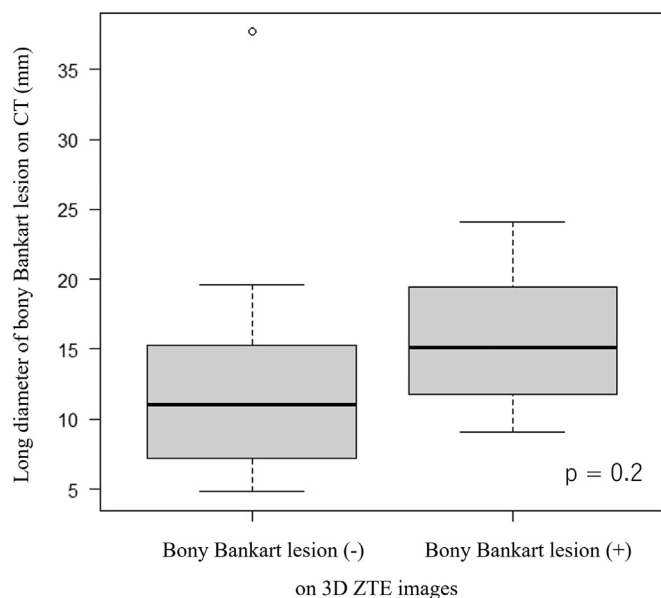 Long diameter of bony Bankart lesion on CT (mm)
35
30
25
20
15
10
5
p = 0.2
Bony Bankart lesion (-)
Bony Bankart lesion (+)
on 3D ZTE images